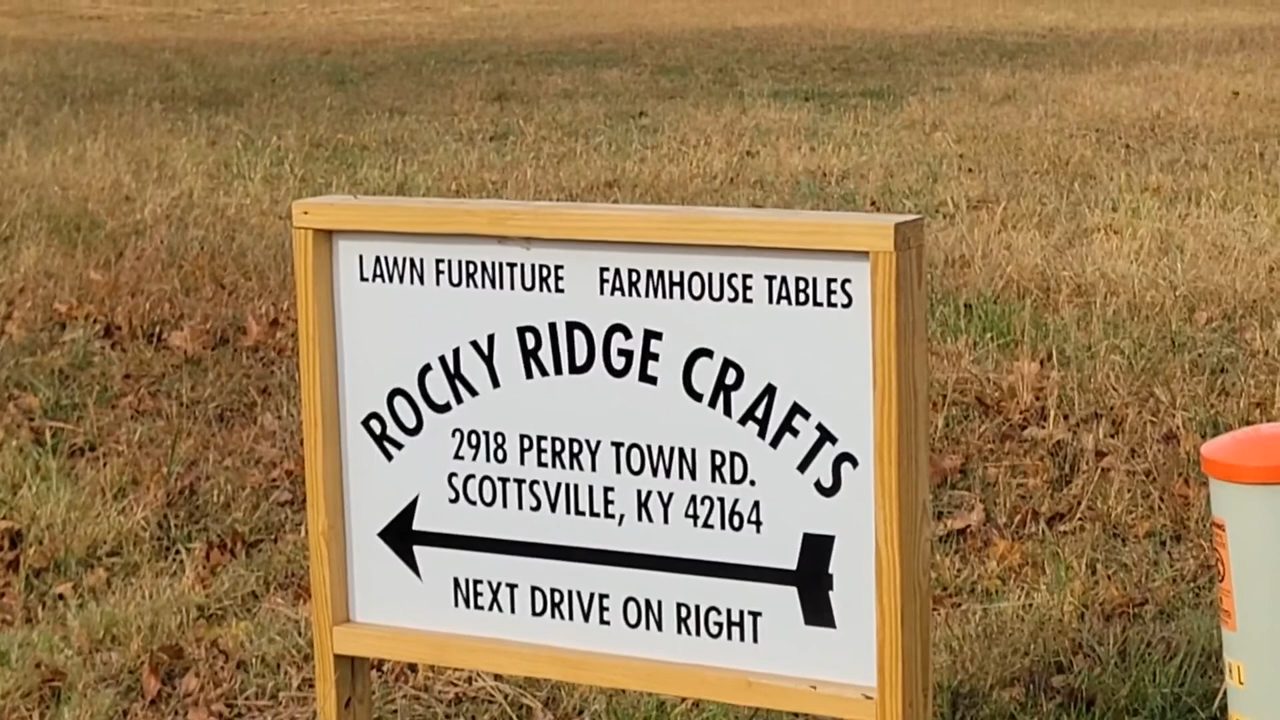 LAWN FURNITURE FARMHOUSE TABLES
ROCKY RIDGE CRAFTS
2918 PERRY TOWN RD.
SCOTTSVILLE, KY 42164
NEXT DRIVE ON RIGHT